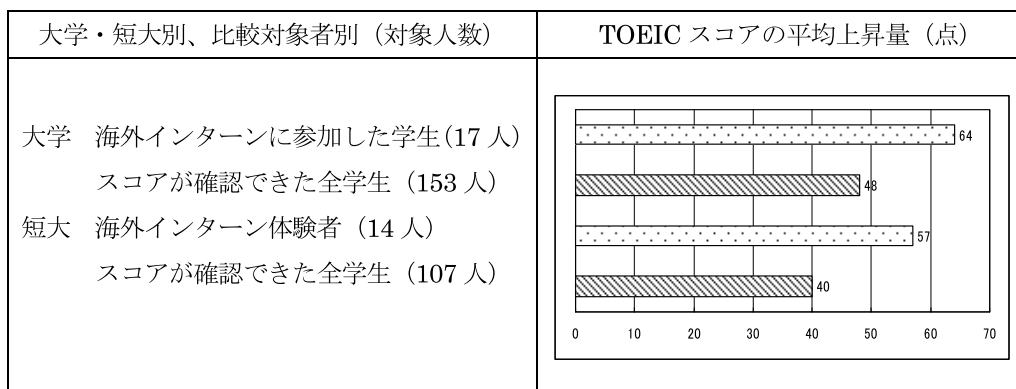 大学・短大別、比較対象者別（対象人数）
TOEIC スコアの平均上昇量（点）
大学　海外インターンに参加した学生(17 人)
スコアが確認できた全学生（153 人）
短大　海外インターン体験者（14 人）
スコアが確認できた全学生（107 人）
64
48
57
40
0 10 20 30 40 50 60 70